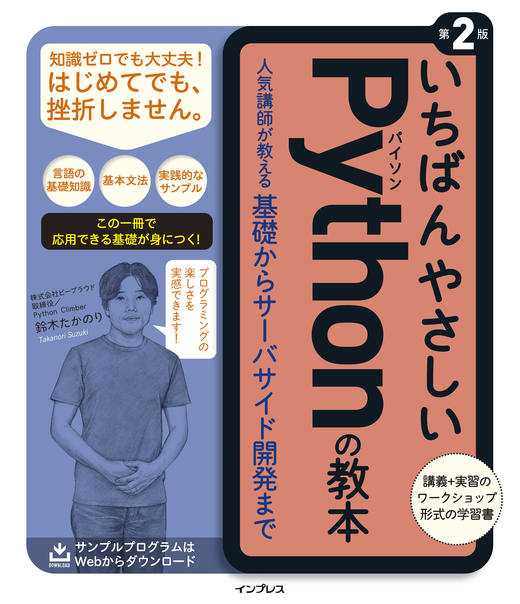 第2版
いちばんやさしい
Python
パイソン
の教本
人気講師が教える
基礎からサーバサイド開発まで
講義+実習の
ワークショップ
形式の学習書
知識ゼロでも大丈夫!
はじめてでも、
挫折しません。
言語の
基礎知識
基本文法
実践的な
サンプル
この一冊で
応用できる基礎が身につく!
プログラミングの
楽しさを
実感できます!
株式会社ビープラウド
取締役/
Python Climber
鈴木たかのり
Takanori Suzuki
DOWNLOAD
サンプルプログラムは
Webからダウンロード
インプレス